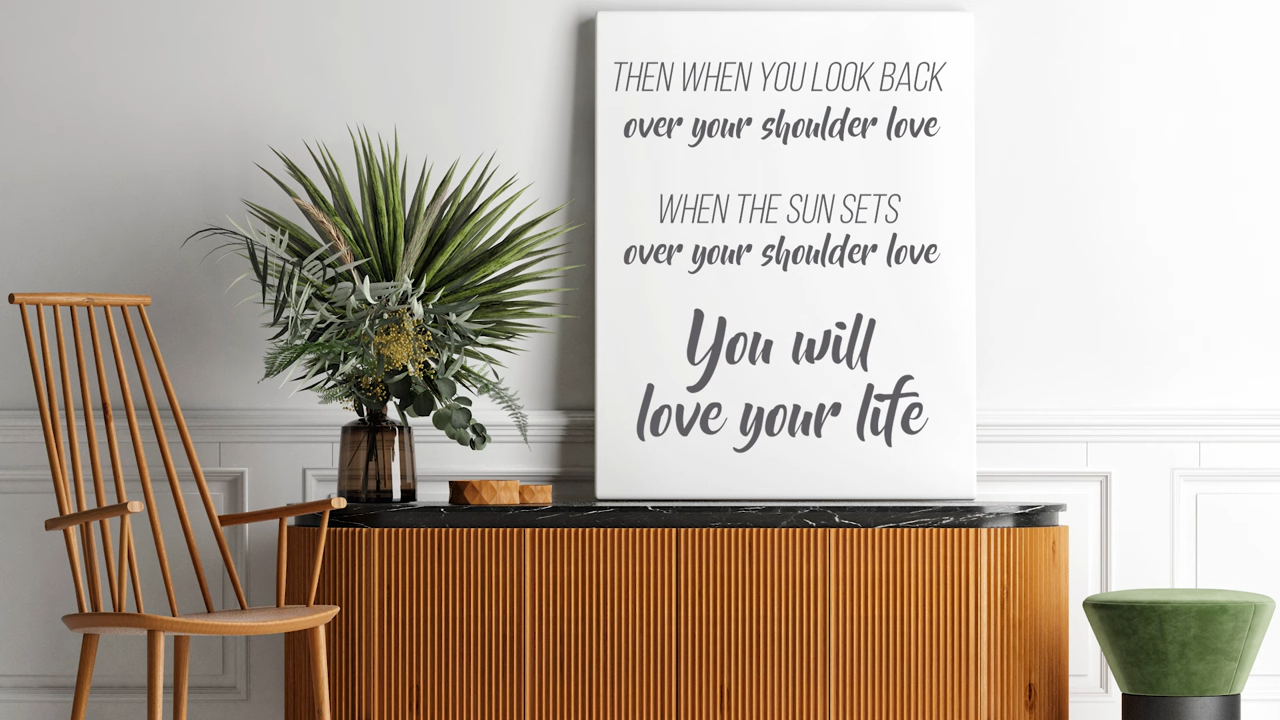 THEN WHEN YOU LOOK BACK
over your shoulder love
WHEN THE SUN SETS
over your shoulder love
You will
love your life